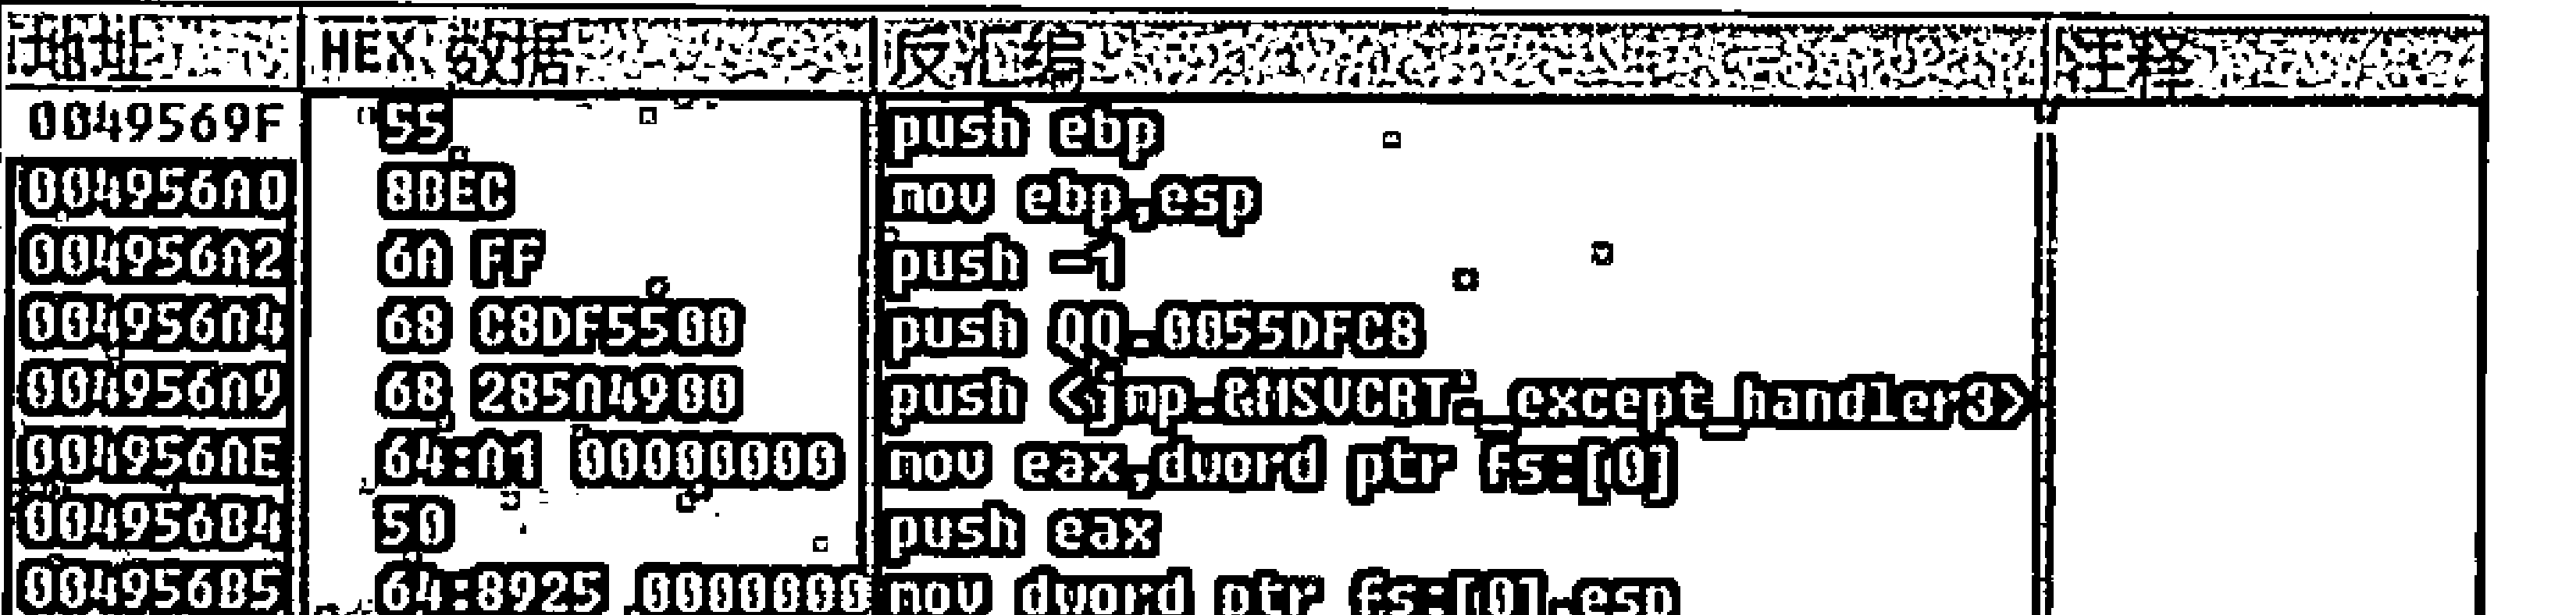 地址 HEX 数据 反汇编 注释
0049569F 55 push ebp
004956A0 8BEC mov ebp,esp
004956A2 6A FF push -1
004956A4 68 C8DF5500 push QQ.0055DFC8
004956A9 68 285A4900 push <jmp.&MSVCRT._except_handler3>
004956AE 64:A1 00000000 mov eax,dword ptr fs:[0]
004956B4 50 push eax
004956B5 64:8925 0000000 mov dword ptr fs:[0],esp